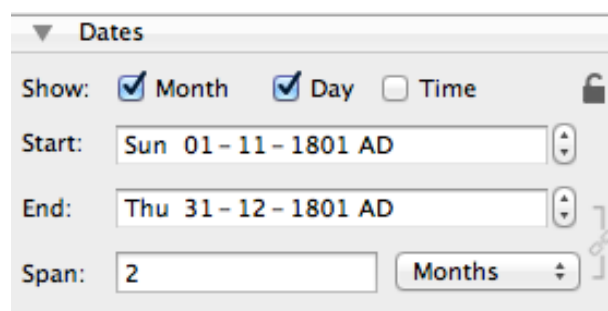 Dates
Show: Month Day Time
Start: Sun 01-11-1801 AD
End: Thu 31-12-1801 AD
Span: 2 Months